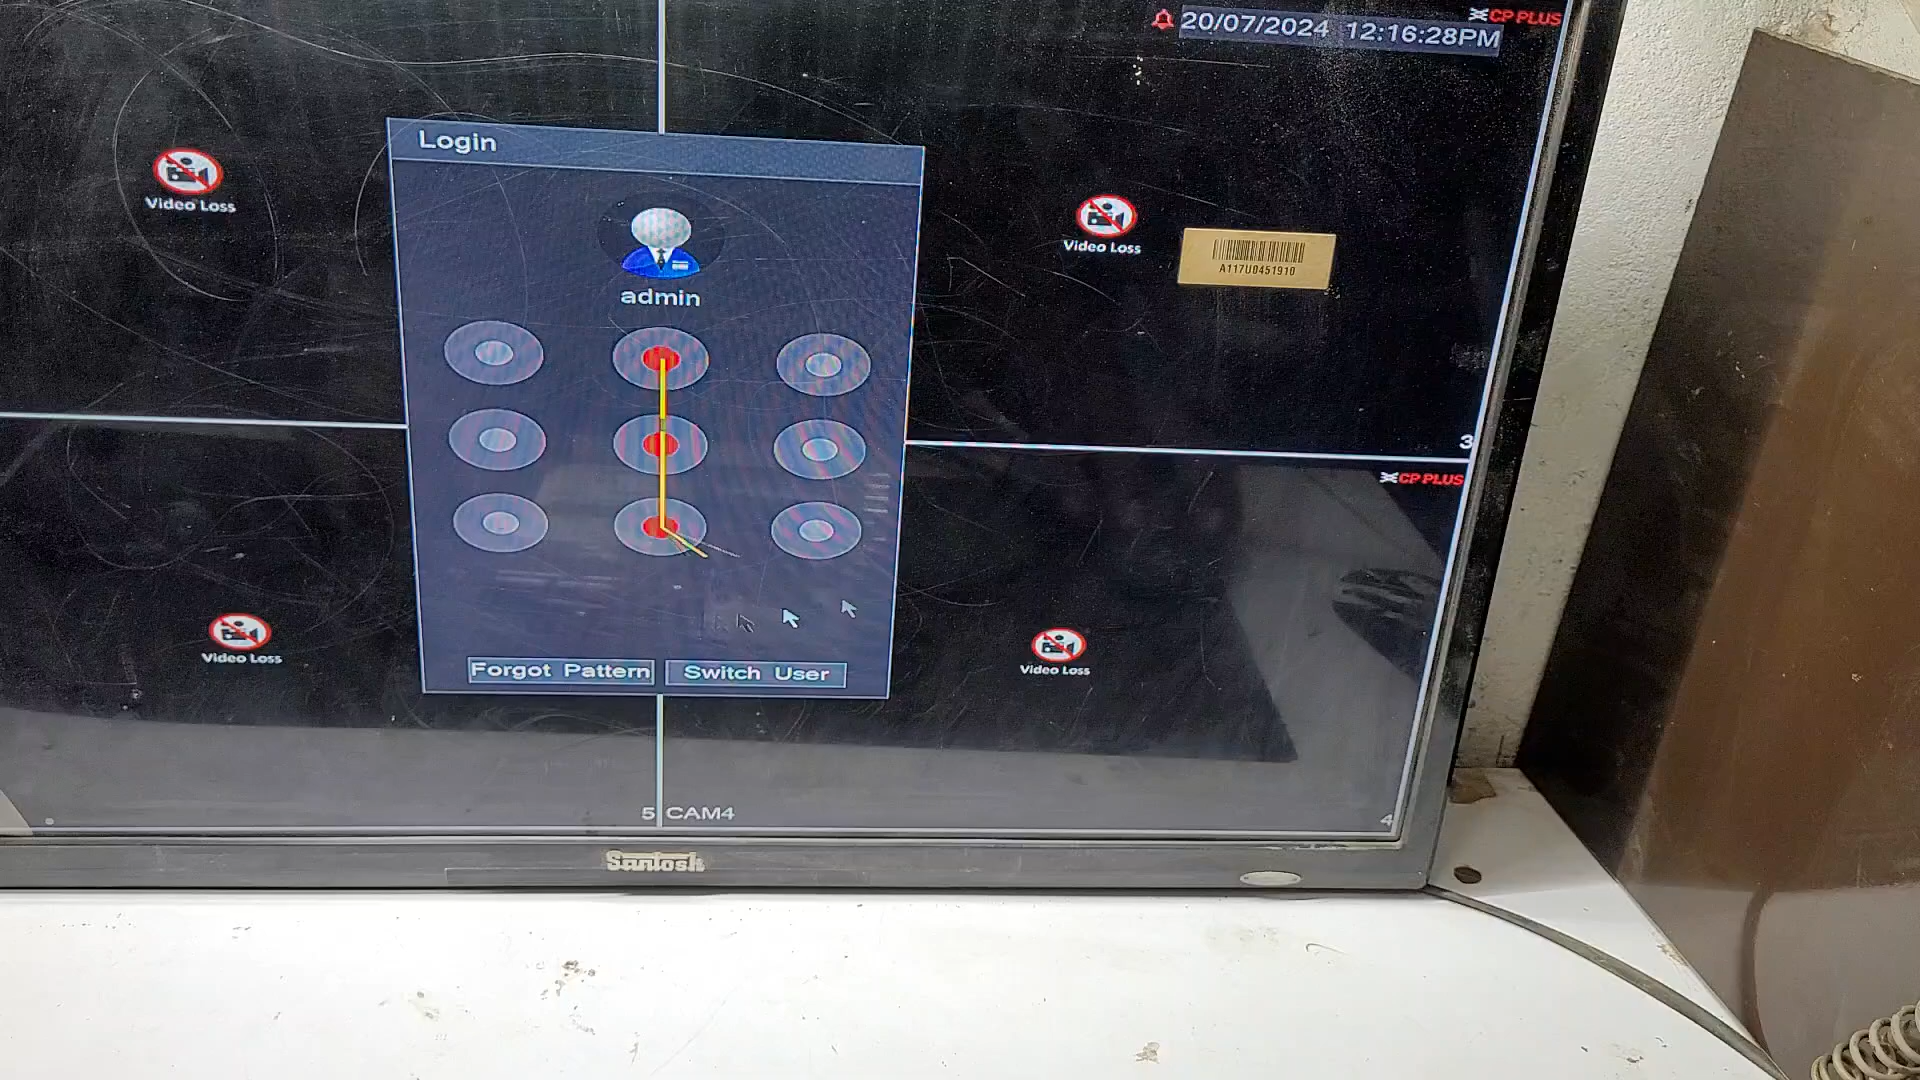 CP PLUS
20/07/2024 12:16:28PM
Login
Video Loss
Video Loss
A117U0451910
admin
3
CP PLUS
Video Loss
Video Loss
Forgot Pattern
Switch User
5
CAM4
4
Santosh